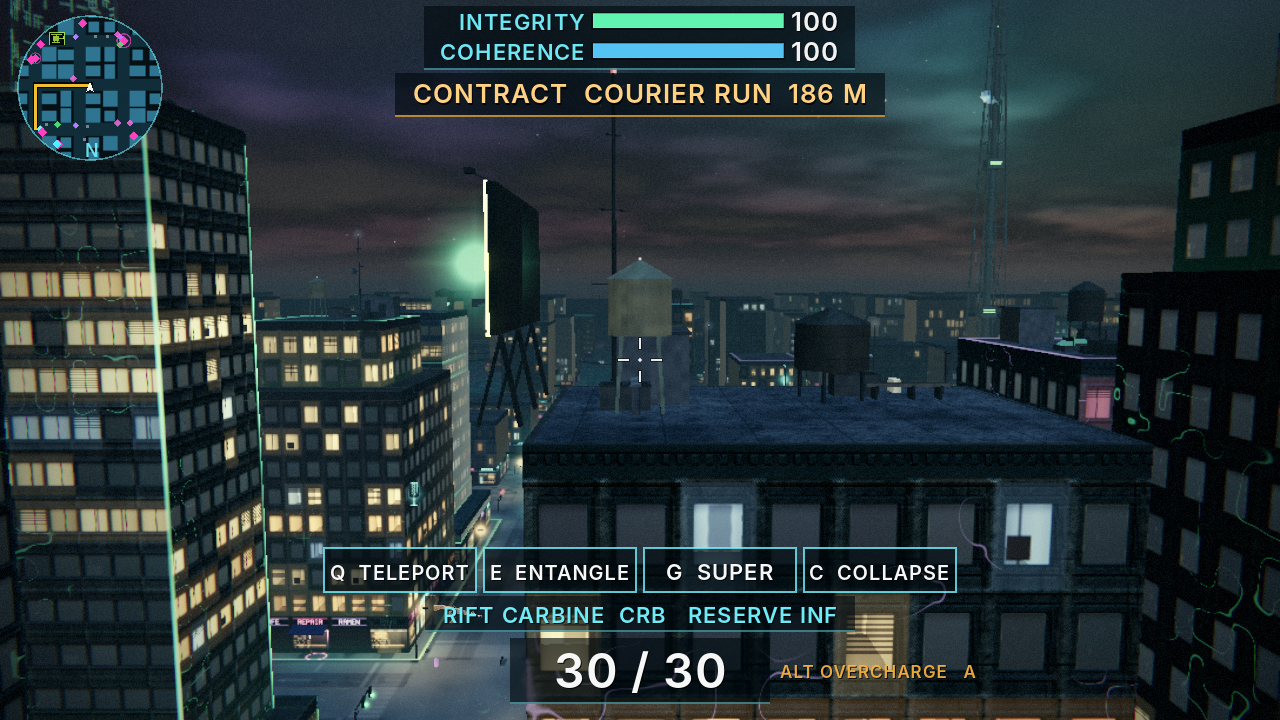 INTEGRITY 100
COHERENCE 100
CONTRACT COURIER RUN 186 M
N
Q TELEPORT
E ENTANGLE
G SUPER
C COLLAPSE
RIFT CARBINE CRB RESERVE INF
REPAIR RAMEN
30 / 30
ALT OVERCHARGE A